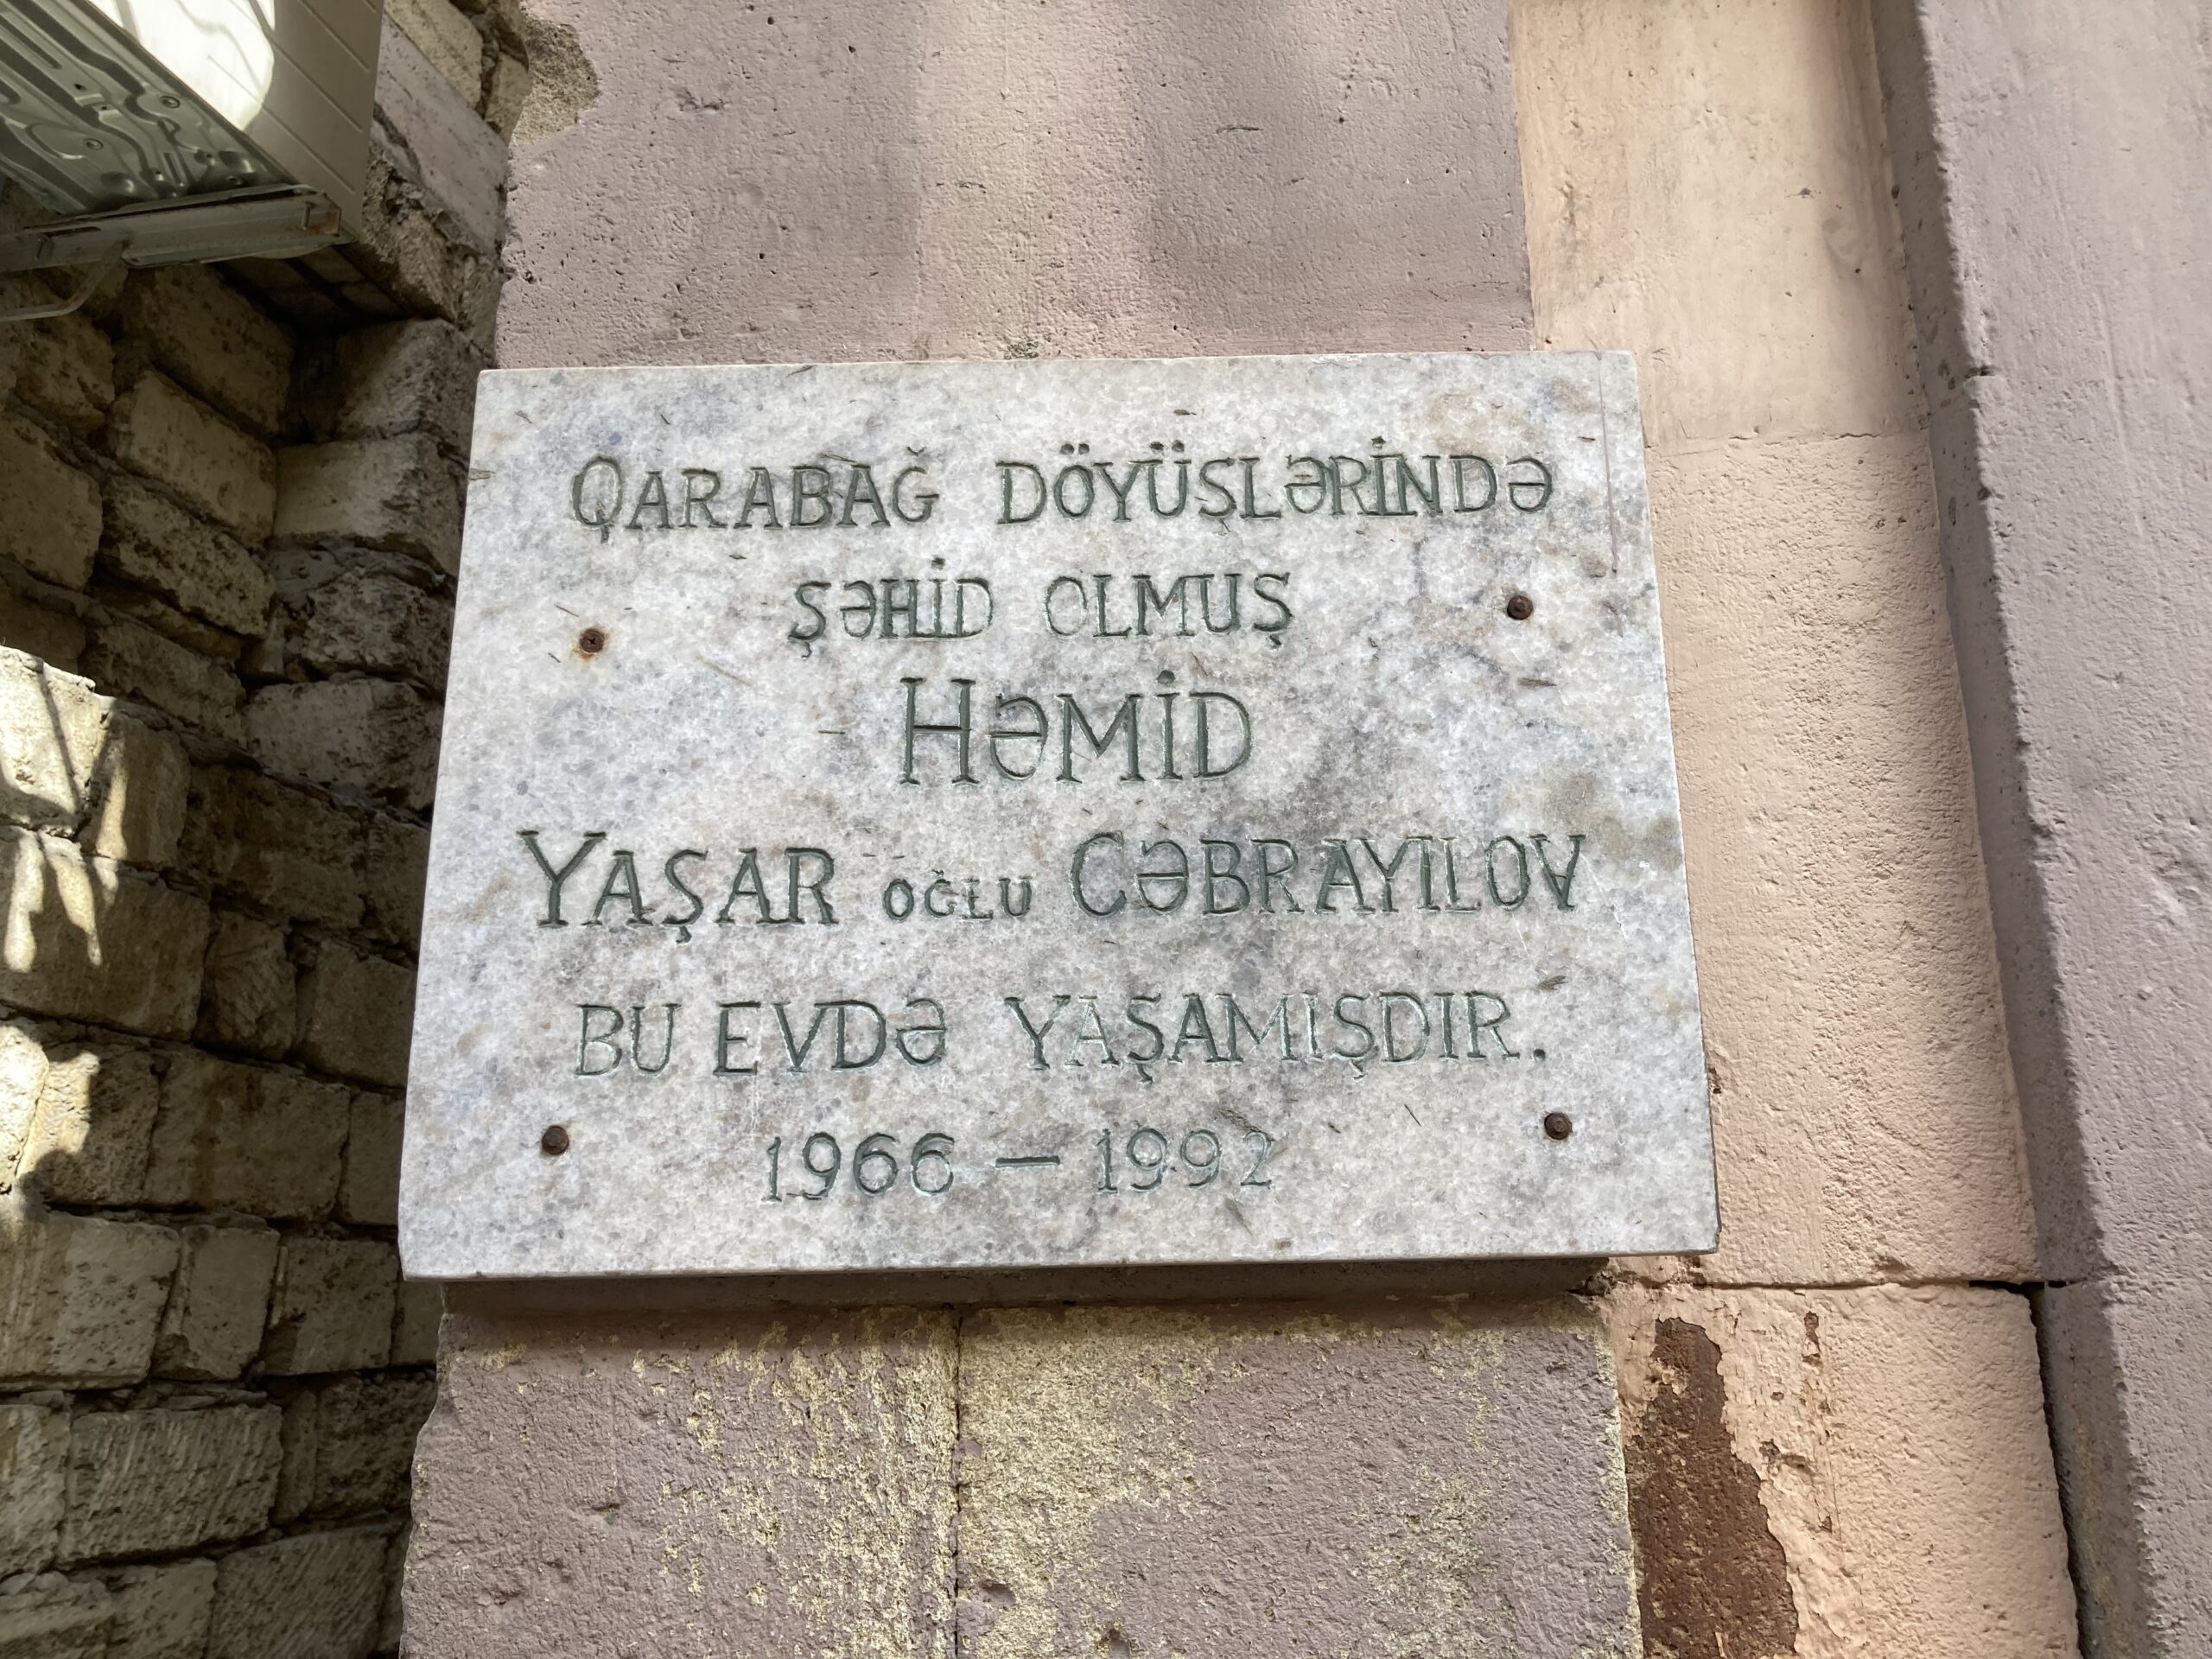 QARABAĞ DÖYÜŞLƏRİNDƏ
ŞƏHİD OLMUŞ
HƏMİD
YAŞAR OĞLU CƏBRAYILOV
BU EVDƏ YAŞAMIŞDIR.
1966 – 1992